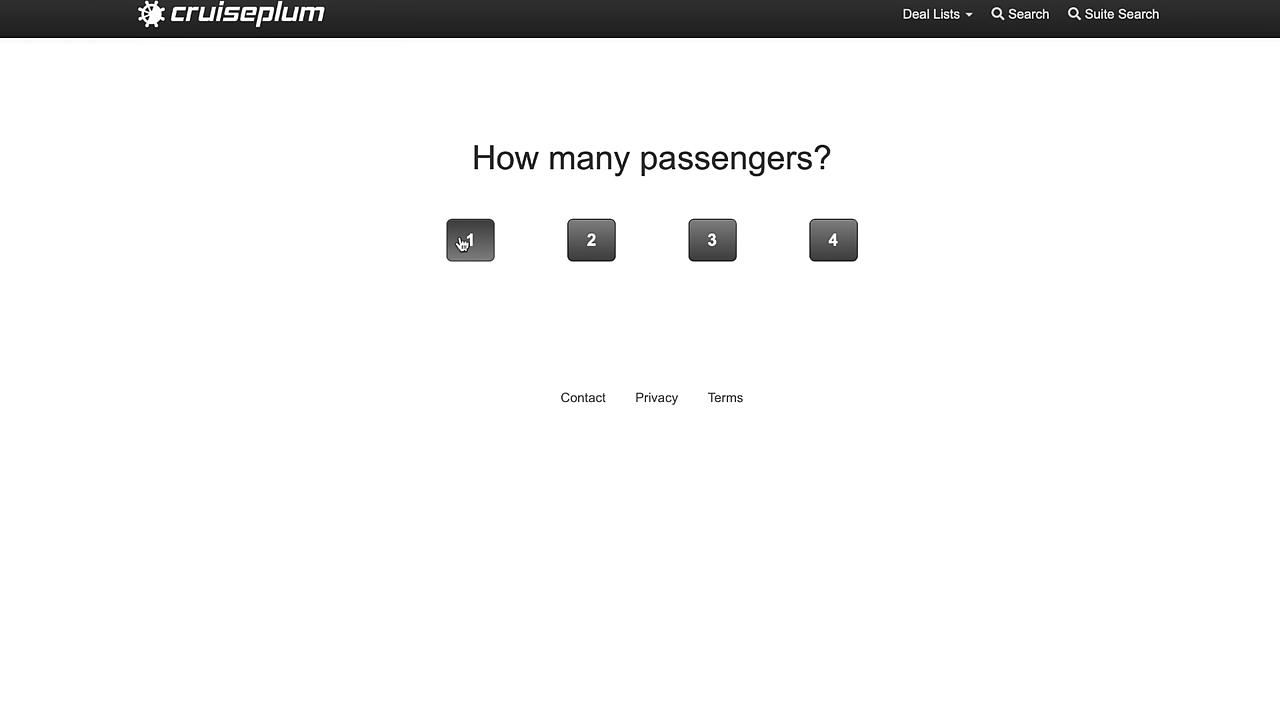 cruiseplum
Deal Lists Search Suite Search
How many passengers?
1 2 3 4
Contact Privacy Terms